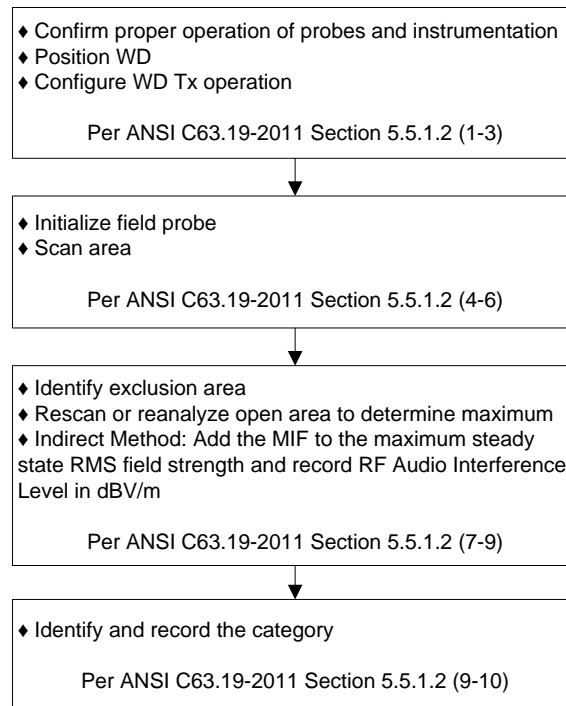 ♦ Confirm proper operation of probes and instrumentation
♦ Position WD
♦ Configure WD Tx operation
Per ANSI C63.19-2011 Section 5.5.1.2 (1-3)
♦ Initialize field probe
♦ Scan area
Per ANSI C63.19-2011 Section 5.5.1.2 (4-6)
♦ Identify exclusion area
♦ Rescan or reanalyze open area to determine maximum
♦ Indirect Method: Add the MIF to the maximum steady
state RMS field strength and record RF Audio Interference
Level in dBV/m
Per ANSI C63.19-2011 Section 5.5.1.2 (7-9)
♦ Identify and record the category
Per ANSI C63.19-2011 Section 5.5.1.2 (9-10)